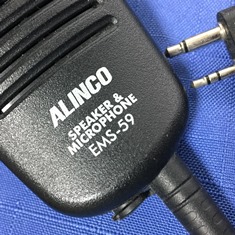 ALINCO
SPEAKER &
MICROPHONE
EMS-59